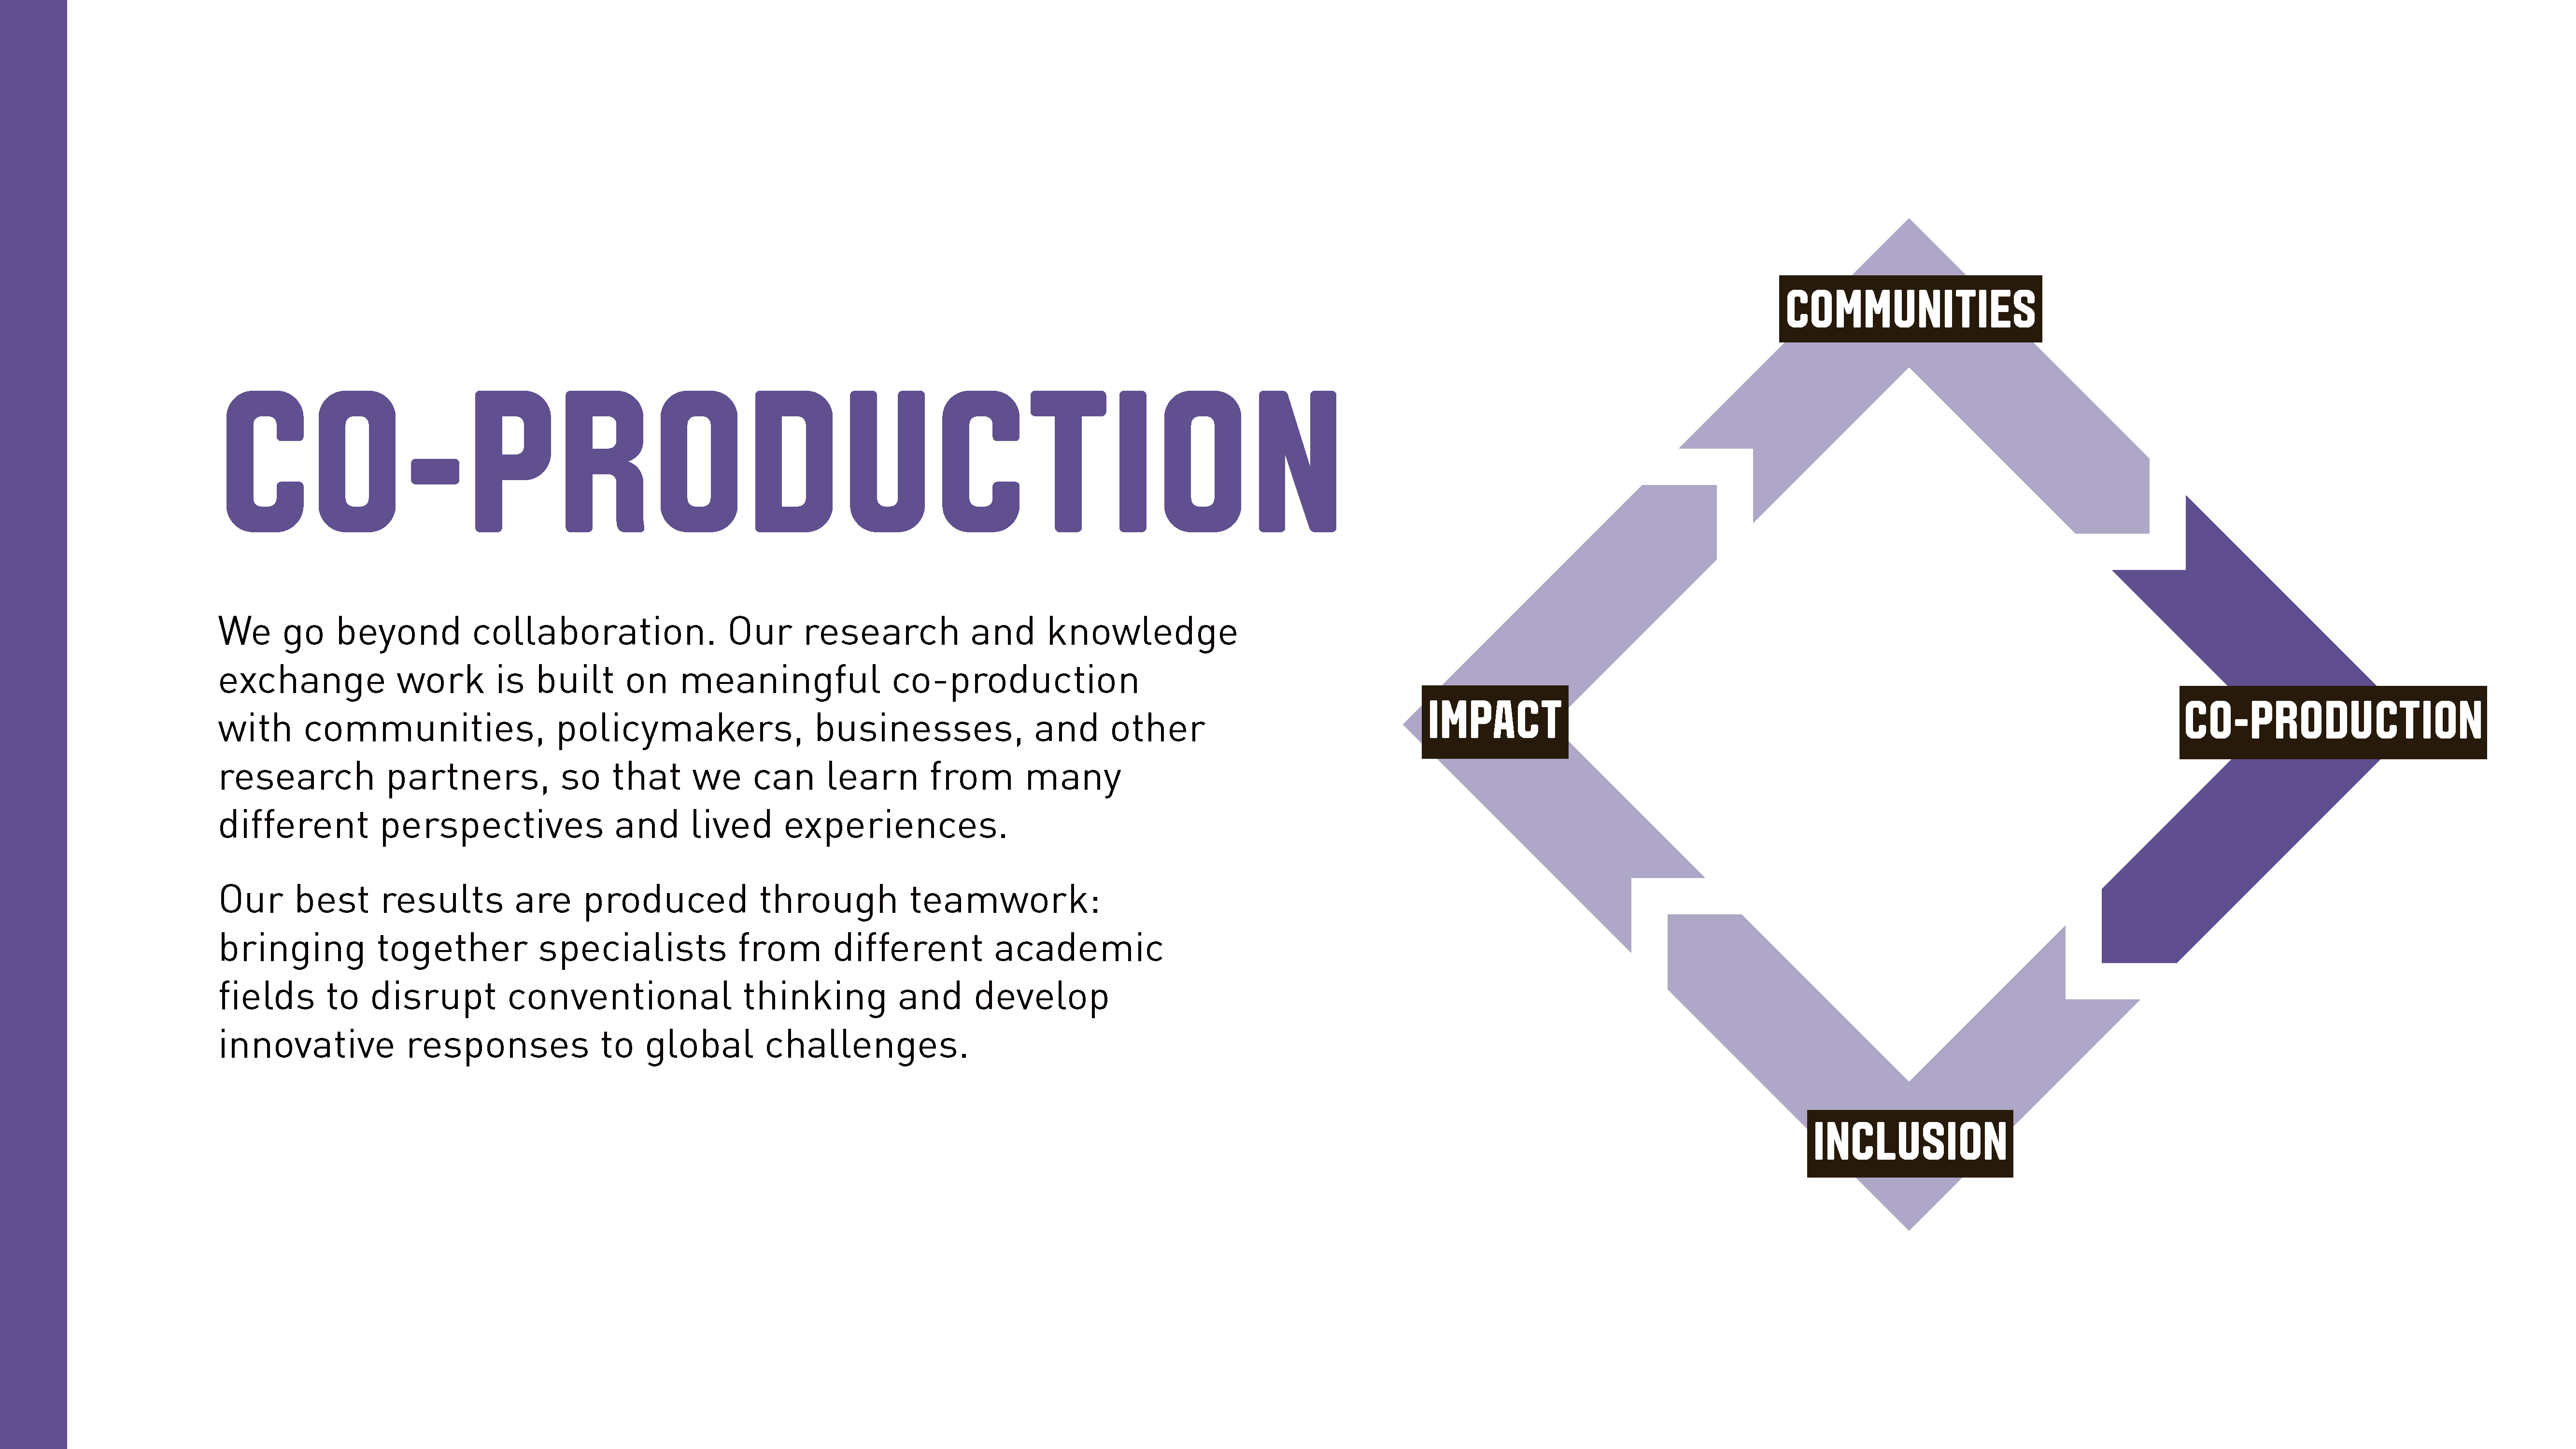 CO-PRODUCTION
We go beyond collaboration. Our research and knowledge
exchange work is built on meaningful co-production
with communities, policymakers, businesses, and other
research partners, so that we can learn from many
different perspectives and lived experiences.
Our best results are produced through teamwork:
bringing together specialists from different academic
fields to disrupt conventional thinking and develop
innovative responses to global challenges.
COMMUNITIES
IMPACT
CO-PRODUCTION
INCLUSION